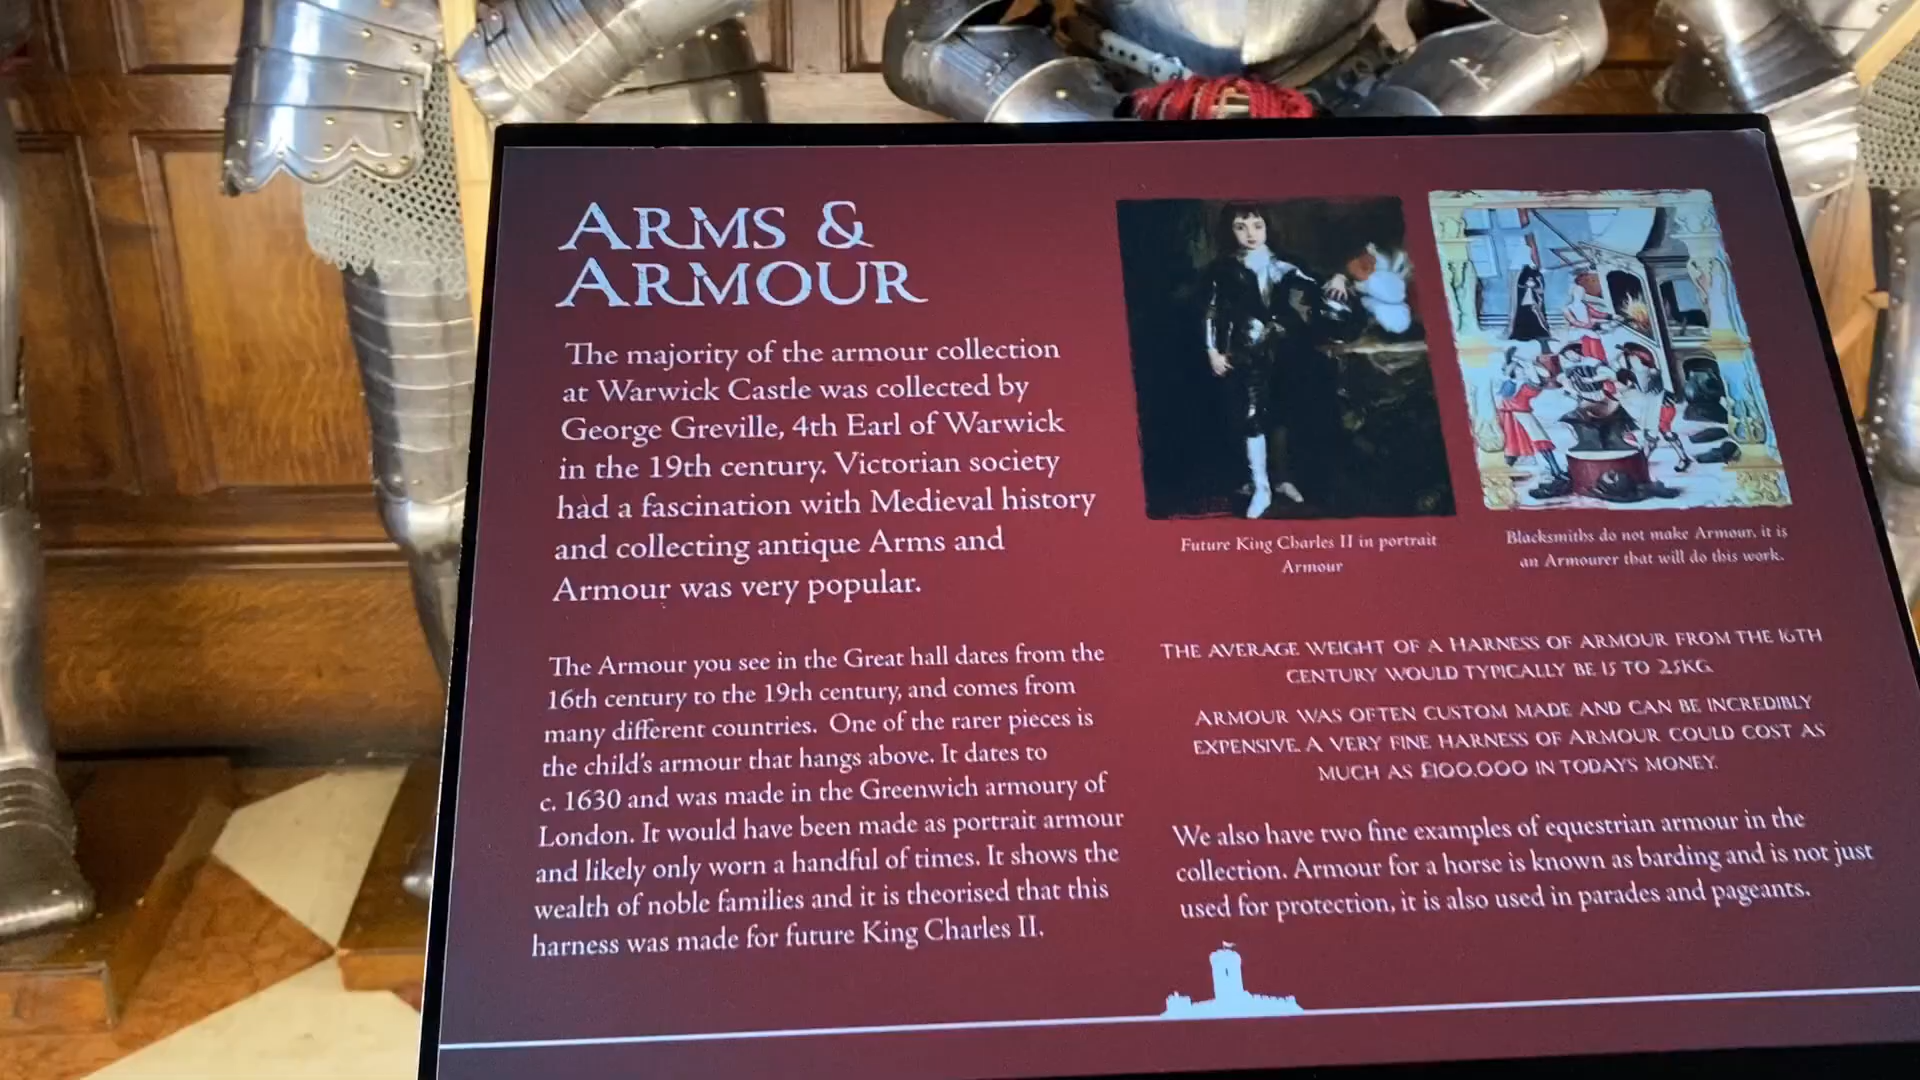 ARMS &
ARMOUR
The majority of the armour collection
at Warwick Castle was collected by
George Greville, 4th Earl of Warwick
in the 19th century. Victorian society
had a fascination with Medieval history
and collecting antique Arms and
Armour was very popular.
The Armour you see in the Great hall dates from the
16th century to the 19th century, and comes from
many different countries. One of the rarer pieces is
the child's armour that hangs above. It dates to
c. 1630 and was made in the Greenwich armoury of
London. It would have been made as portrait armour
and likely only worn a handful of times. It shows the
wealth of noble families and it is theorised that this
harness was made for future King Charles II.
Future King Charles II in portrait
Armour
Blacksmiths do not make Armour, it is
an Armourer that will do this work.
THE AVERAGE WEIGHT OF A HARNESS OF ARMOUR FROM THE 16TH
CENTURY WOULD TYPICALLY BE 15 TO 25KG.
ARMOUR WAS OFTEN CUSTOM MADE AND CAN BE INCREDIBLY
EXPENSIVE. A VERY FINE HARNESS OF ARMOUR COULD COST AS
MUCH AS £100.000 IN TODAYS MONEY.
We also have two fine examples of equestrian armour in the
collection. Armour for a horse is known as barding and is not just
used for protection, it is also used in parades and pageants.